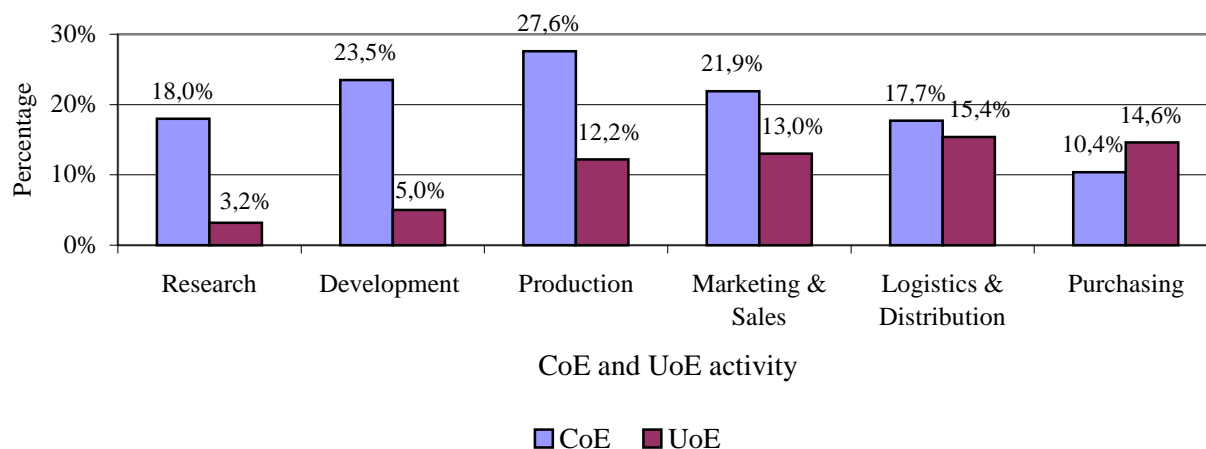 30%
20%
10%
0%
Percentage
18,0%
3,2%
23,5%
5,0%
27,6%
12,2%
21,9%
13,0%
17,7%
15,4%
10,4%
14,6%
Research
Development
Production
Marketing &
Sales
Logistics &
Distribution
Purchasing
CoE and UoE activity
CoE
UoE